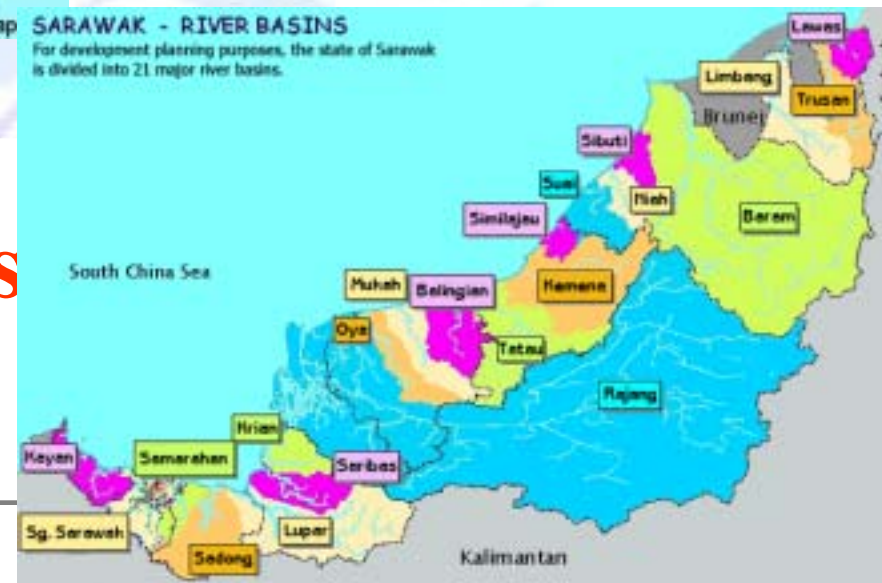 ap
SARAWAK - RIVER BASINS
For development planning purposes, the state of Sarawak
is divided into 21 major river basins.
Lawas
Limbang
Trusan
Brunei
Sibuti
Suai
Niah
Similajau
Baram
South China Sea
Mukah
Balingian
Kemena
S
Oya
Tatau
Rajang
Krian
Kayan
Samarahan
Saribas
Sg. Sarawak
Lupar
Sadong
Kalimantan